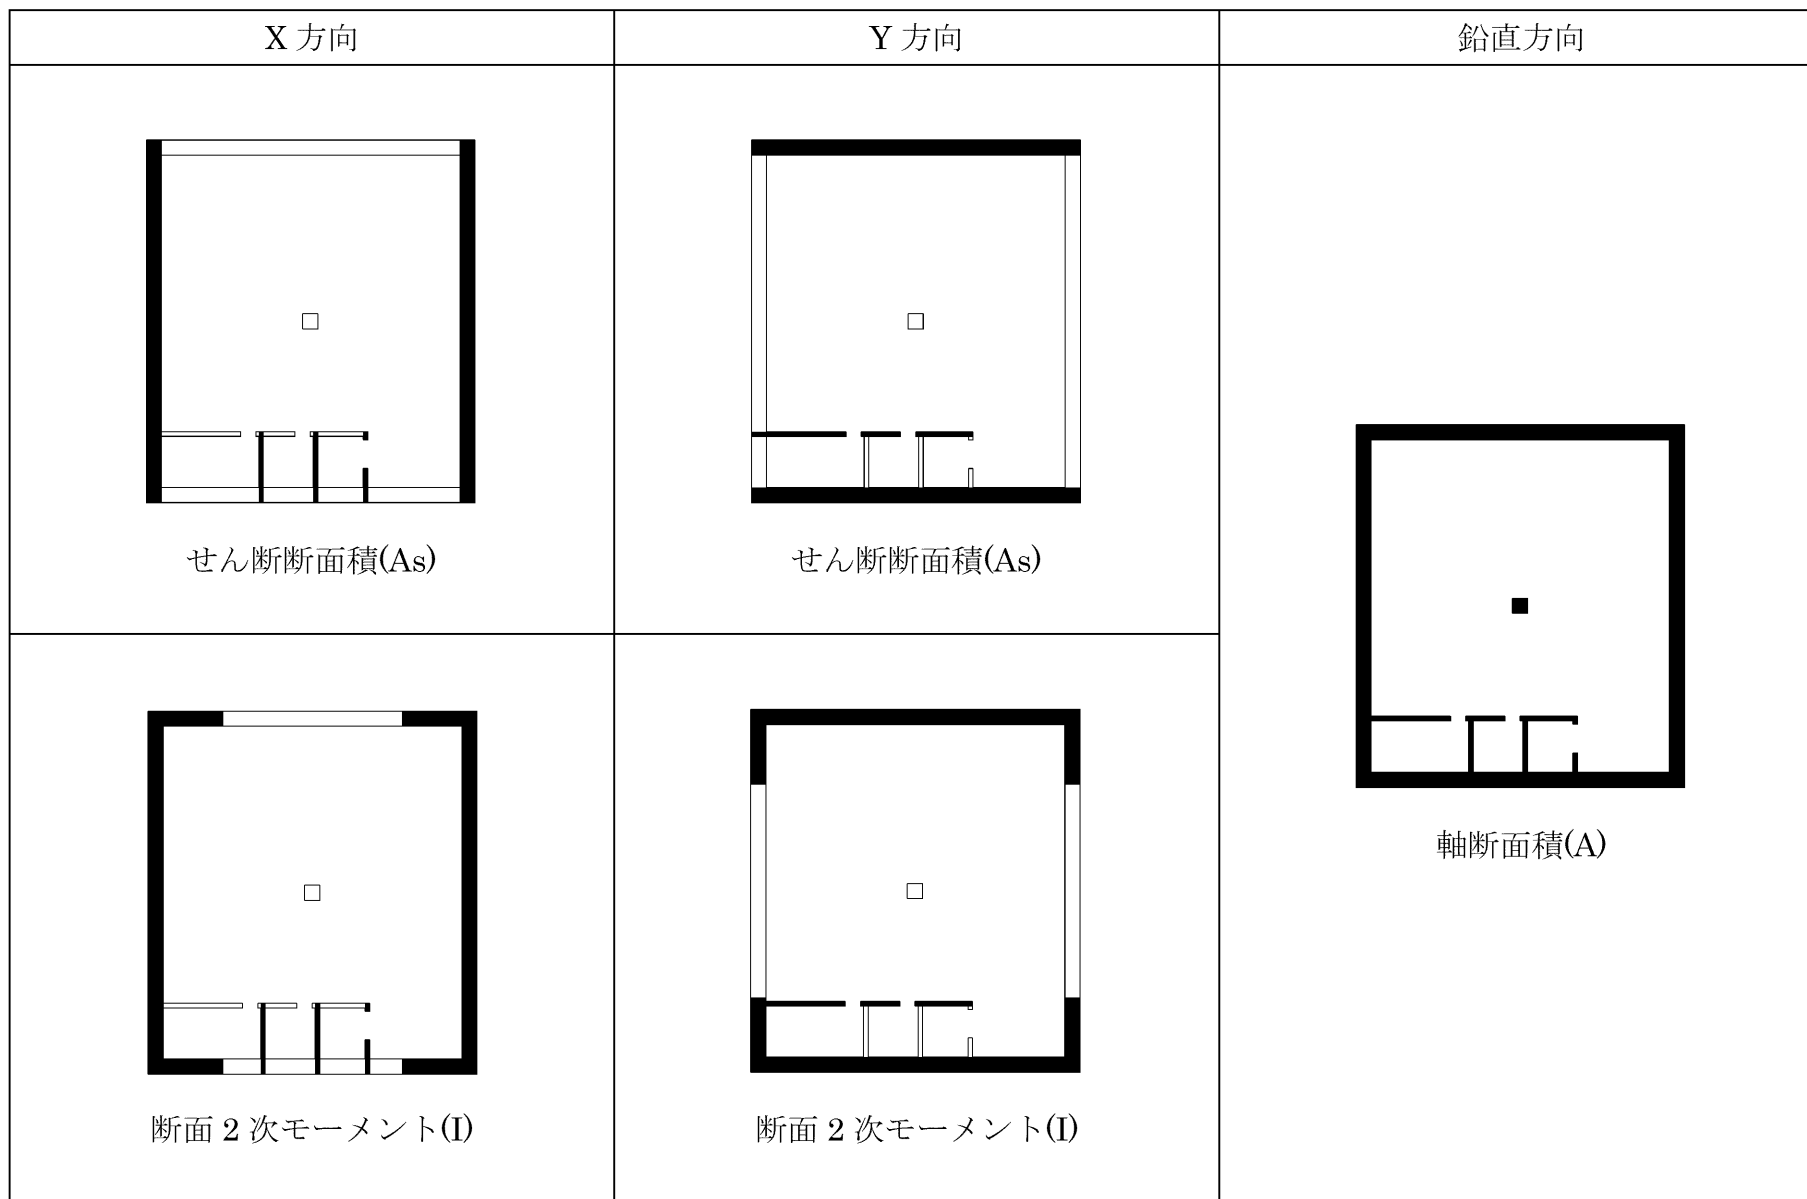 X 方向
Y 方向
鉛直方向
せん断断面積(As)
せん断断面積(As)
軸断面積(A)
断面 2 次モーメント(I)
断面 2 次モーメント(I)